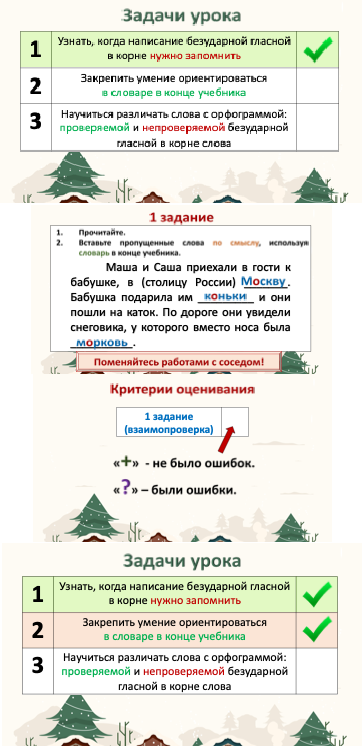 Задачи урока
1
Узнать, когда написание безударной гласной
в корне нужно запомнить
2
Закрепить умение ориентироваться
в словаре в конце учебника
3
Научиться различать слова с орфограммой:
проверяемой и непроверяемой безударной
гласной в корне слова
1 задание
1. Прочитайте.
2. Вставьте пропущенные слова по смыслу, используя
словарь в конце учебника.
Маша и Саша приехали в гости к
бабушке, в (столицу России) Москву.
Бабушка подарила им коньки и они
пошли на каток. По дороге они увидели
снеговика, у которого вместо носа была
морковь.
Поменяйтесь работами с соседом!
Критерии оценивания
1 задание
(взаимопроверка)
«+» - не было ошибок.
«?» – были ошибки.
Задачи урока
1
Узнать, когда написание безударной гласной
в корне нужно запомнить
2
Закрепить умение ориентироваться
в словаре в конце учебника
3
Научиться различать слова с орфограммой:
проверяемой и непроверяемой безударной
гласной в корне слова